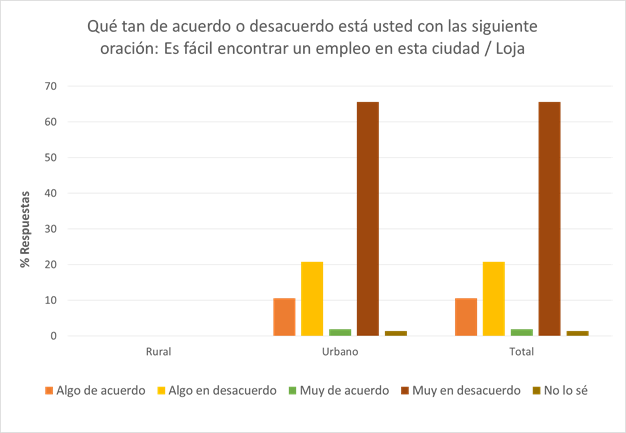 Qué tan de acuerdo o desacuerdo está usted con las siguiente
oración: Es fácil encontrar un empleo en esta ciudad / Loja
% Respuestas
70
60
50
40
30
20
10
0
Rural
Urbano
Total
Algo de acuerdo
Algo en desacuerdo
Muy de acuerdo
Muy en desacuerdo
No lo sé